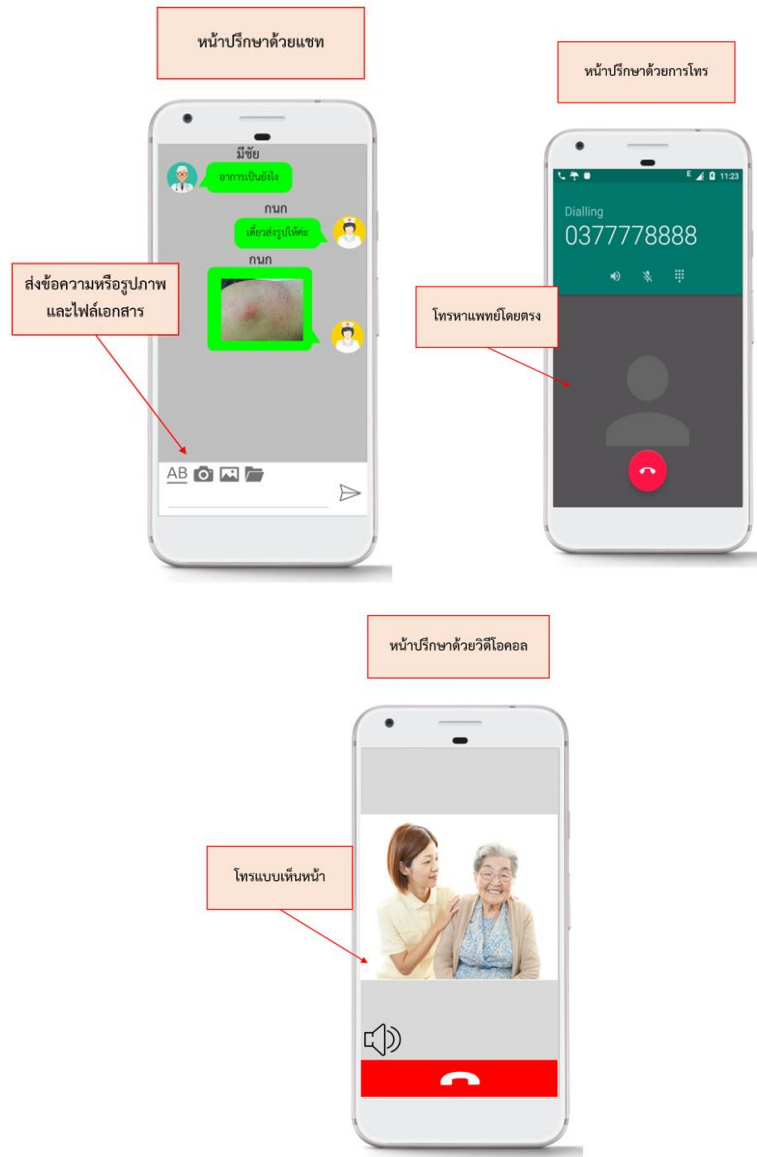 หน้าปรึกษาด้วยแชท
มีชัย
อาการเป็นยังไง
กนก
เดี๋ยวส่งรูปให้ค่ะ
กนก
ส่งข้อความหรือรูปภาพ
และไฟล์เอกสาร
AB
หน้าปรึกษาด้วยการโทร
E 11:23
Dialling
0377778888
โทรหาแพทย์โดยตรง
หน้าปรึกษาด้วยวิดีโอคอล
โทรแบบเห็นหน้า